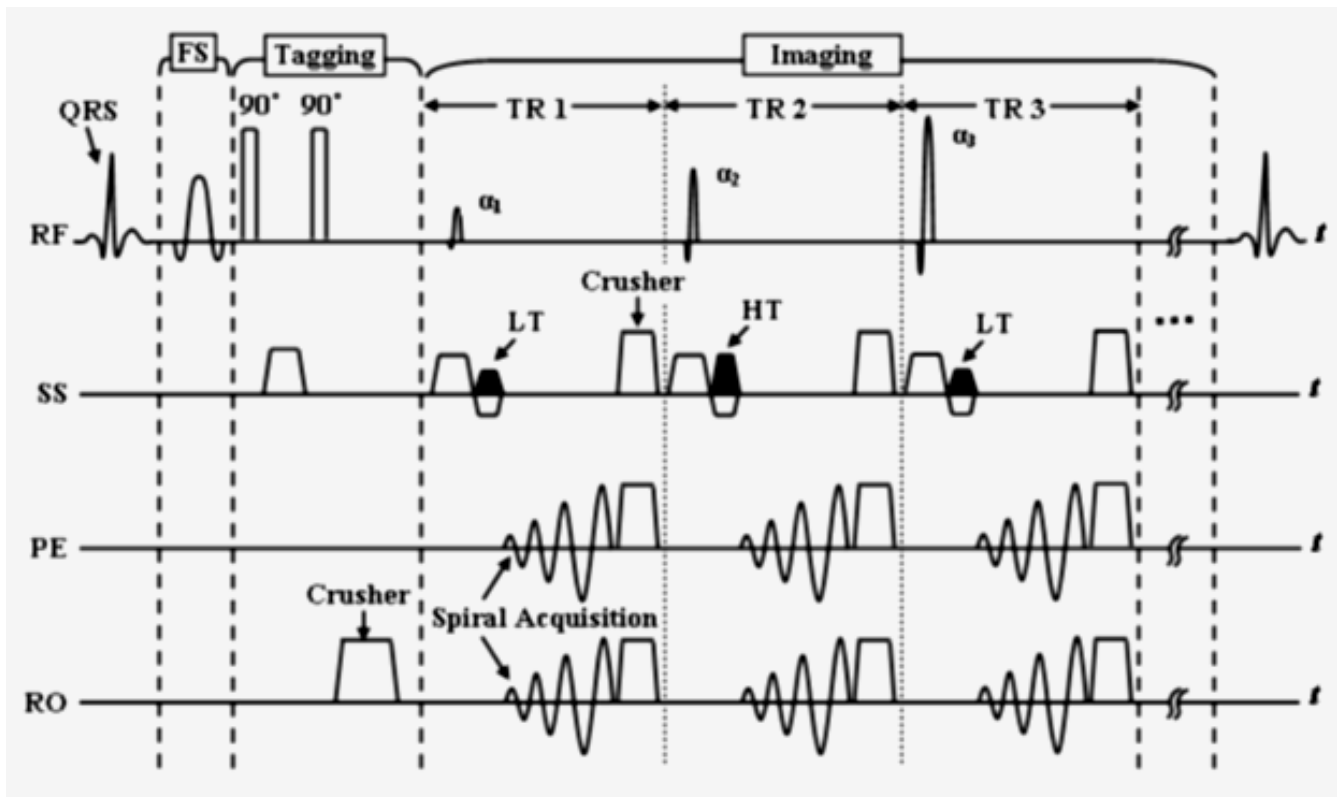 FS Tagging Imaging
QRS 90° 90° TR 1 TR 2 TR 3
α₁ α₂ α₃
RF t
Crusher
LT HT LT ...
SS t
PE t
Crusher Spiral Acquisition
RO t